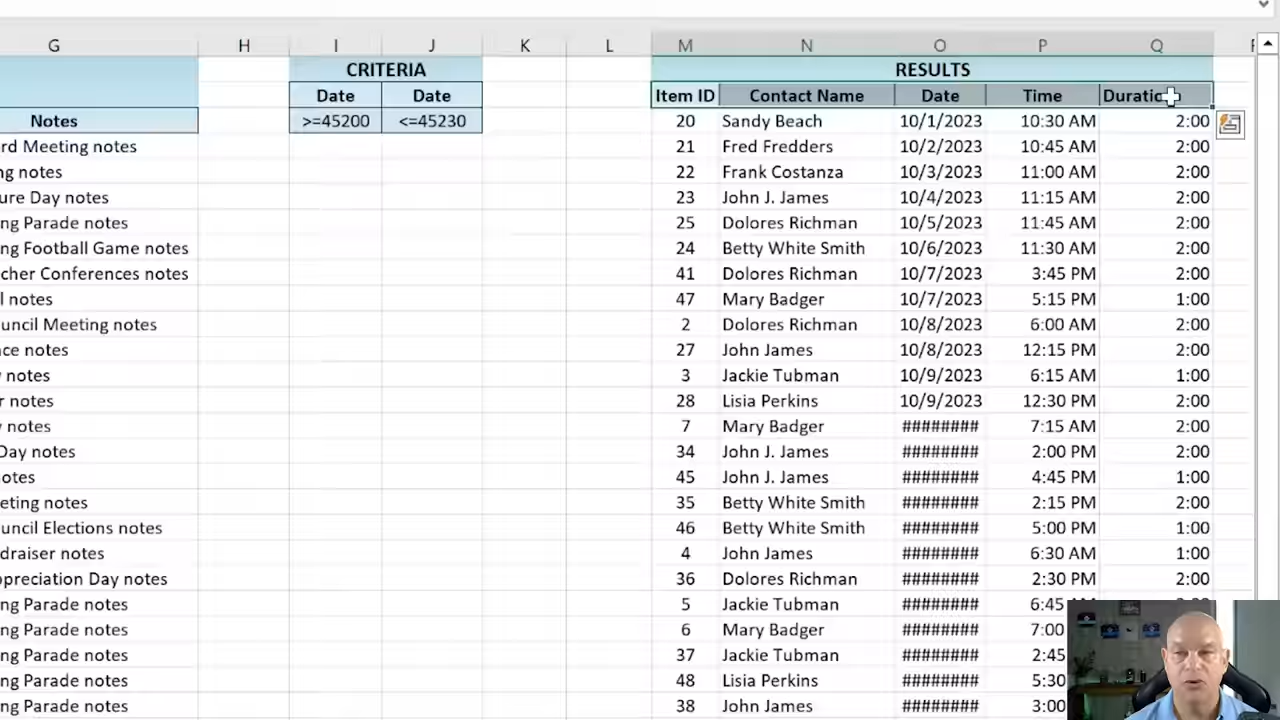 G H I J K L M N O P Q
CRITERIA RESULTS
Date Date Item ID Contact Name Date Time Duratio
Notes >=45200 <=45230 20 Sandy Beach 10/1/2023 10:30 AM 2:00
rd Meeting notes 21 Fred Fredders 10/2/2023 10:45 AM 2:00
ng notes 22 Frank Costanza 10/3/2023 11:00 AM 2:00
ure Day notes 23 John J. James 10/4/2023 11:15 AM 2:00
ng Parade notes 25 Dolores Richman 10/5/2023 11:45 AM 2:00
ng Football Game notes 24 Betty White Smith 10/6/2023 11:30 AM 2:00
cher Conferences notes 41 Dolores Richman 10/7/2023 3:45 PM 2:00
l notes 47 Mary Badger 10/7/2023 5:15 PM 1:00
uncil Meeting notes 2 Dolores Richman 10/8/2023 6:00 AM 2:00
ce notes 27 John James 10/8/2023 12:15 PM 2:00
notes 3 Jackie Tubman 10/9/2023 6:15 AM 1:00
r notes 28 Lisia Perkins 10/9/2023 12:30 PM 2:00
notes 7 Mary Badger ######## 7:15 AM 2:00
Day notes 34 John J. James ######## 2:00 PM 2:00
otes 45 John J. James ######## 4:45 PM 1:00
eting notes 35 Betty White Smith ######## 2:15 PM 2:00
uncil Elections notes 46 Betty White Smith ######## 5:00 PM 1:00
draiser notes 4 John James ######## 6:30 AM 1:00
ppreciation Day notes 36 Dolores Richman ######## 2:30 PM 2:00
ng Parade notes 5 Jackie Tubman ######## 6:45
ng Parade notes 6 Mary Badger ######## 7:00
ng Parade notes 37 Jackie Tubman ######## 2:45
ng Parade notes 48 Lisia Perkins ######## 5:30
ng Parade notes 38 John James ######## 3:00